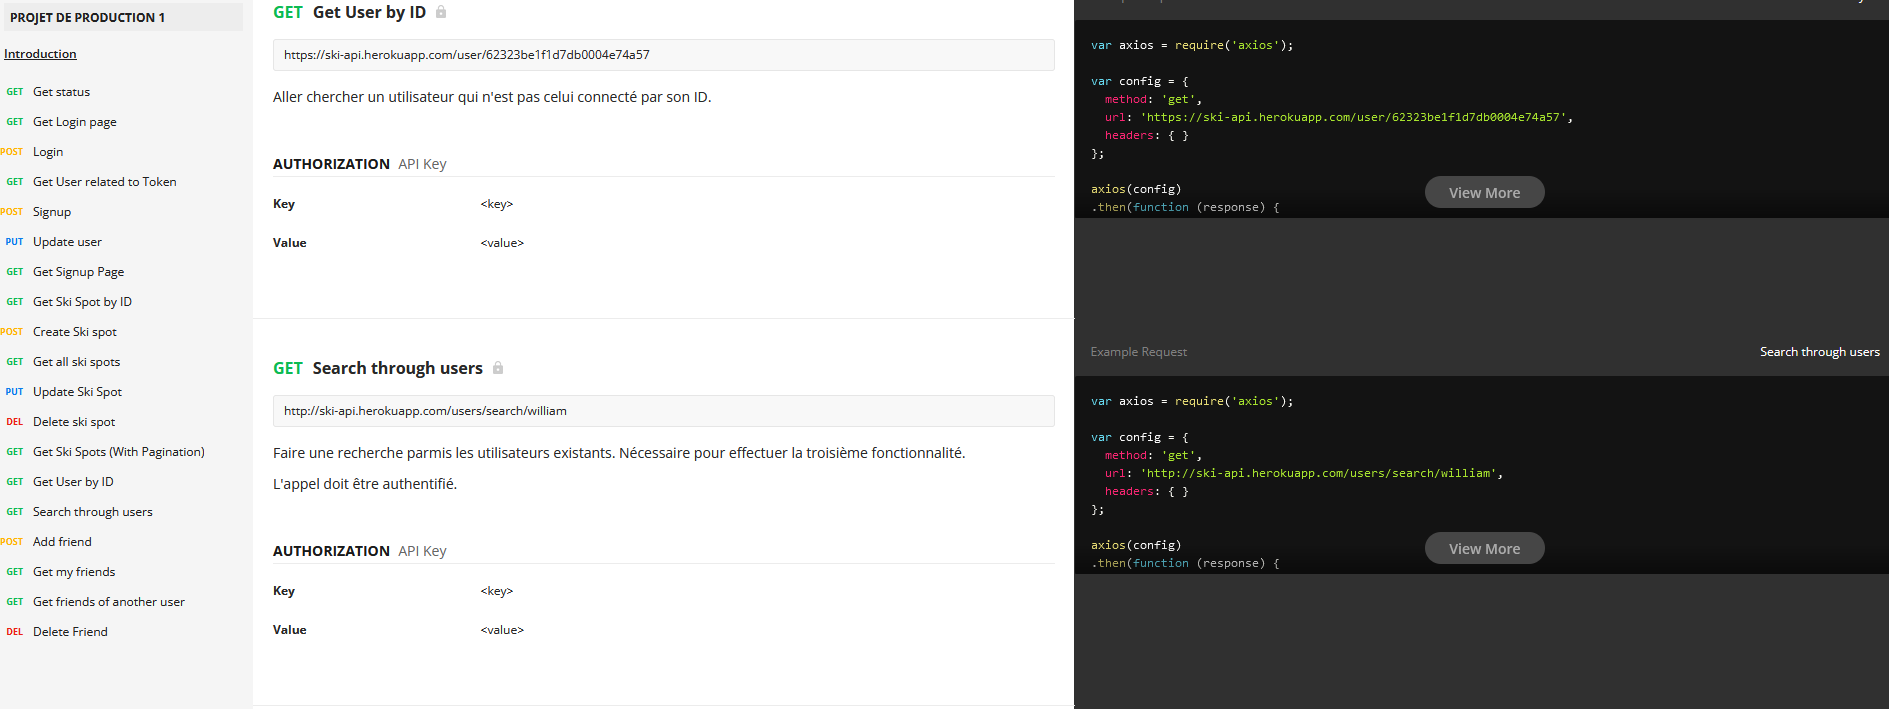 PROJET DE PRODUCTION 1
Introduction
GET Get status
GET Get Login page
POST Login
GET Get User related to Token
POST Signup
PUT Update user
GET Get Signup Page
GET Get Ski Spot by ID
POST Create Ski spot
GET Get all ski spots
PUT Update Ski Spot
DEL Delete ski spot
GET Get Ski Spots (With Pagination)
GET Get User by ID
GET Search through users
POST Add friend
GET Get my friends
GET Get friends of another user
DEL Delete Friend
GET Get User by ID
https://ski-api.herokuapp.com/user/62323be1f1d7db0004e74a57
Aller chercher un utilisateur qui n'est pas celui connecté par son ID.
AUTHORIZATION API Key
Key <key>
Value <value>
GET Search through users
http://ski-api.herokuapp.com/users/search/william
Faire une recherche parmis les utilisateurs existants. Nécessaire pour effectuer la troisième fonctionnalité.
L'appel doit être authentifié.
AUTHORIZATION API Key
Key <key>
Value <value>
var axios = require('axios');
var config = {
method: 'get',
url: 'https://ski-api.herokuapp.com/user/62323be1f1d7db0004e74a57',
headers: { }
};
axios(config)
.then(function (response) {
View More
Example Request Search through users
var axios = require('axios');
var config = {
method: 'get',
url: 'http://ski-api.herokuapp.com/users/search/william',
headers: { }
};
axios(config)
.then(function (response) {
View More